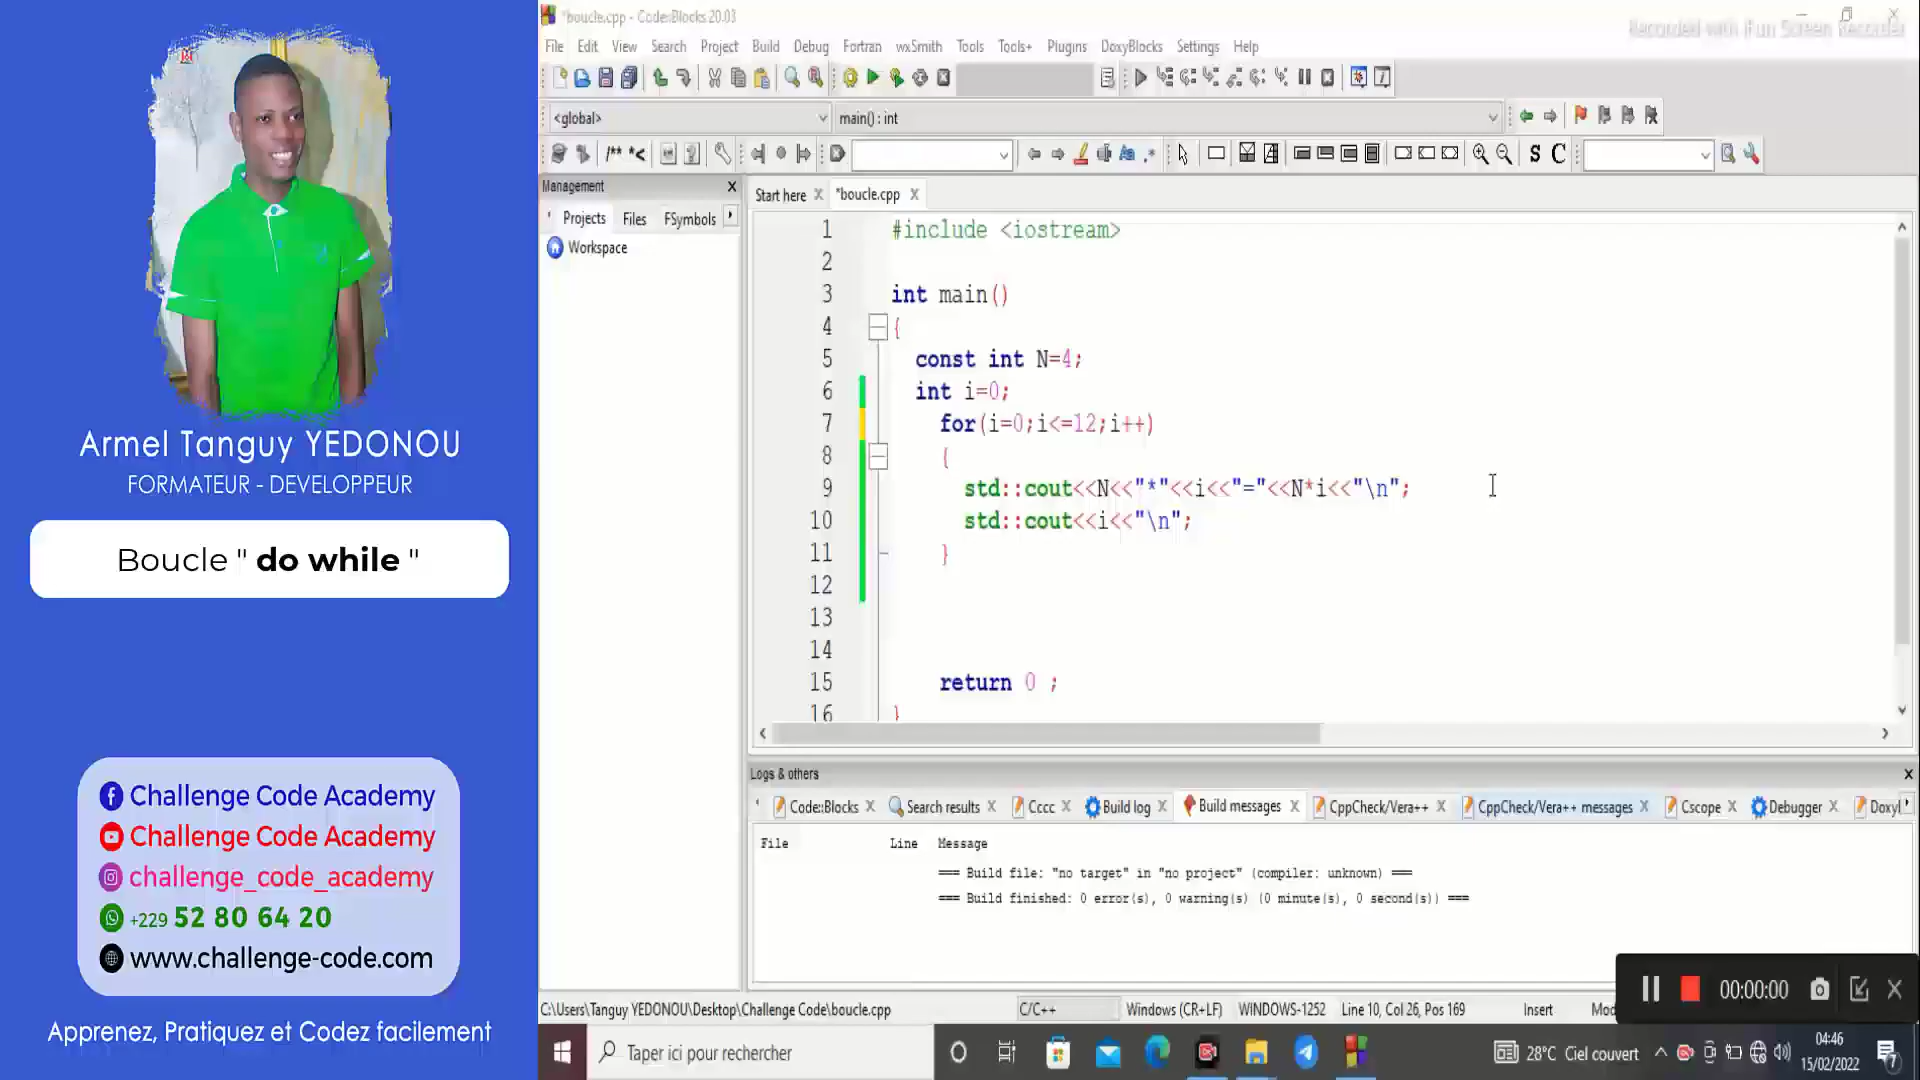 Armel Tanguy YEDONOU
FORMATEUR - DEVELOPPEUR
Boucle " do while "
Challenge Code Academy
Challenge Code Academy
challenge_code_academy
+229 52 80 64 20
www.challenge-code.com
Apprenez, Pratiquez et Codez facilement
*boucle.cpp - Code::Blocks 20.03
Recorded with iFun Screen Recorder
File Edit View Search Project Build Debug Fortran wxSmith Tools Tools+ Plugins DoxyBlocks Settings Help
<global> main() : int
/** *< S C
Management
Projects Files FSymbols
Workspace
Start here *boucle.cpp
1 #include <iostream>
2
3 int main()
4 {
5 const int N=4;
6 int i=0;
7 for(i=0;i<=12;i++)
8 {
9 std::cout<<N<<"*"<<i<<"="<<N*i<<"\n";
10 std::cout<<i<<"\n";
11 }
12
13
14
15 return 0 ;
16 }
Logs & others
Code::Blocks Search results Cccc Build log Build messages CppCheck/Vera++ CppCheck/Vera++ messages Cscope Debugger Doxyl
File Line Message
=== Build file: "no target" in "no project" (compiler: unknown) ===
=== Build finished: 0 error(s), 0 warning(s) (0 minute(s), 0 second(s)) ===
00:00:00
C:\Users\Tanguy YEDONOU\Desktop\Challenge Code\boucle.cpp C/C++ Windows (CR+LF) WINDOWS-1252 Line 10, Col 26, Pos 169 Insert Mod
Taper ici pour rechercher
28°C Ciel couvert
04:46
15/02/2022
7